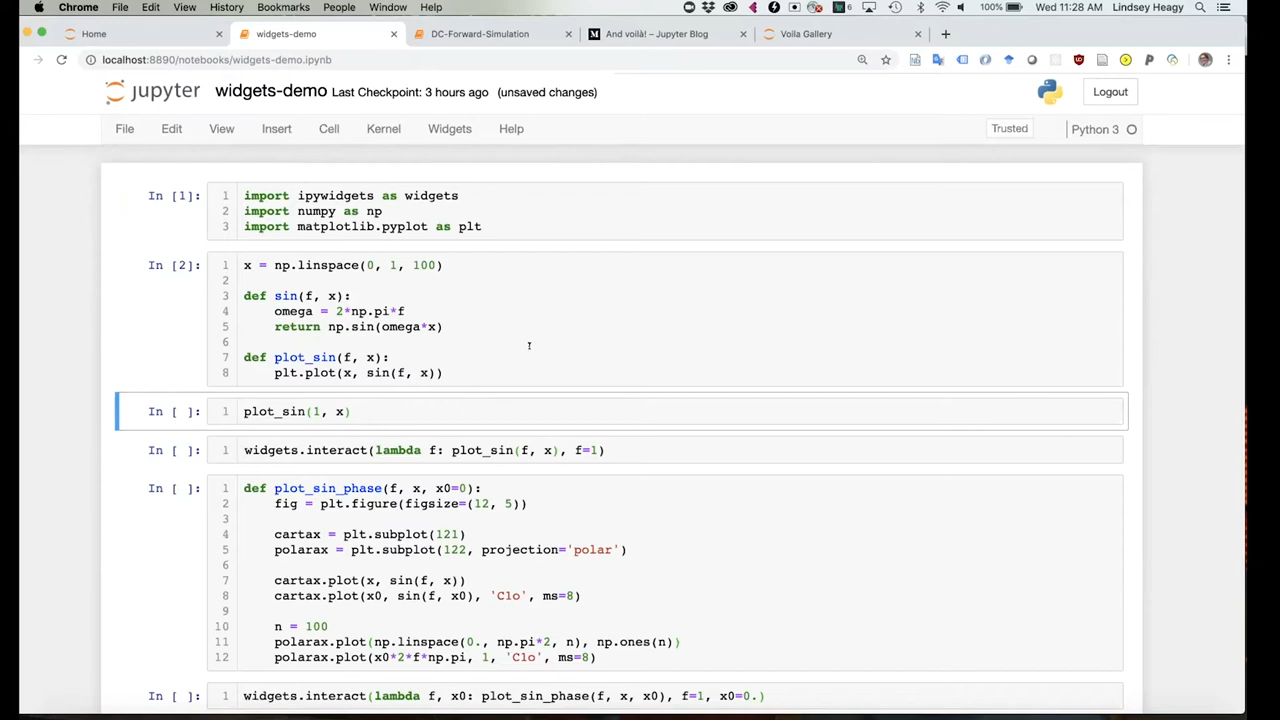 Chrome File Edit View History Bookmarks People Window Help 6 100% Wed 11:28 AM Lindsey Heagy
Home × widgets-demo × DC-Forward-Simulation × And voilà! – Jupyter Blog × Voila Gallery × +
localhost:8890/notebooks/widgets-demo.ipynb
jupyter widgets-demo Last Checkpoint: 3 hours ago (unsaved changes) Logout
File Edit View Insert Cell Kernel Widgets Help Trusted Python 3
In [1]: 1 import ipywidgets as widgets
2 import numpy as np
3 import matplotlib.pyplot as plt
In [2]: 1 x = np.linspace(0, 1, 100)
2
3 def sin(f, x):
4 omega = 2*np.pi*f
5 return np.sin(omega*x)
6
7 def plot_sin(f, x):
8 plt.plot(x, sin(f, x))
In [ ]: 1 plot_sin(1, x)
In [ ]: 1 widgets.interact(lambda f: plot_sin(f, x), f=1)
In [ ]: 1 def plot_sin_phase(f, x, x0=0):
2 fig = plt.figure(figsize=(12, 5))
3
4 cartax = plt.subplot(121)
5 polarax = plt.subplot(122, projection='polar')
6
7 cartax.plot(x, sin(f, x))
8 cartax.plot(x0, sin(f, x0), 'C1o', ms=8)
9
10 n = 100
11 polarax.plot(np.linspace(0., np.pi*2, n), np.ones(n))
12 polarax.plot(x0*2*f*np.pi, 1, 'C1o', ms=8)
In [ ]: 1 widgets.interact(lambda f, x0: plot_sin_phase(f, x, x0), f=1, x0=0.)